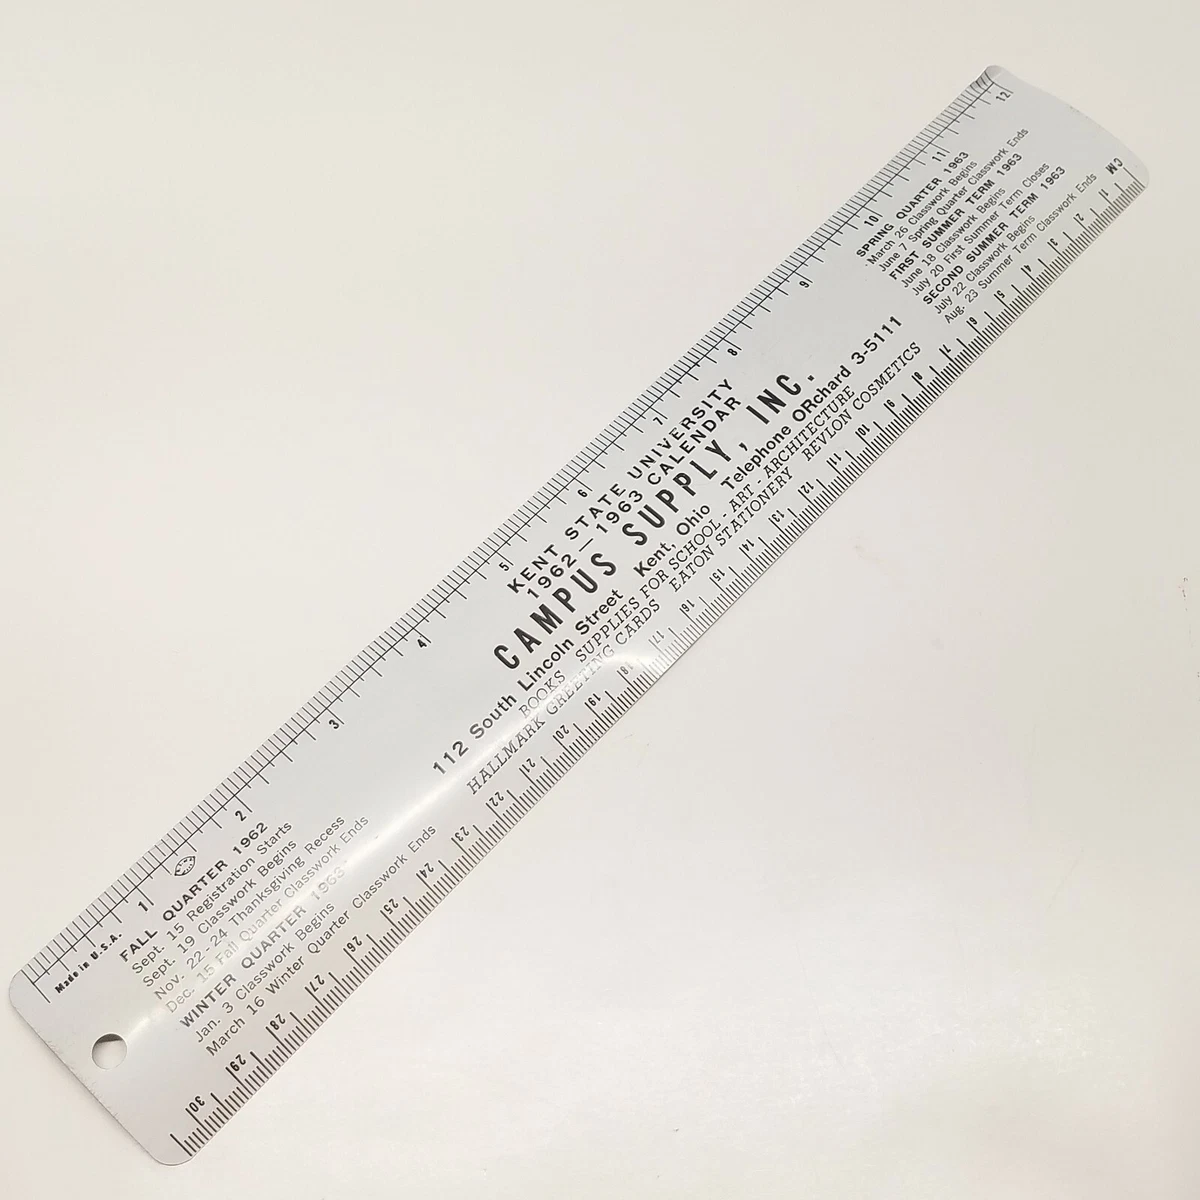 KENT STATE UNIVERSITY
1962 — 1963 CALENDAR
CAMPUS SUPPLY, INC.
112 South Lincoln Street Kent, Ohio Telephone ORchard 3-5111
BOOKS SUPPLIES FOR SCHOOL - ART - ARCHITECTURE
HALLMARK GREETING CARDS EATON STATIONERY REVLON COSMETICS
FALL QUARTER 1962
Sept. 15 Registration Starts
Sept. 19 Classwork Begins
Nov. 22-24 Thanksgiving Recess
Dec. 15 Fall Quarter Classwork Ends
WINTER QUARTER 1963
Jan. 3 Classwork Begins
March 16 Winter Quarter Classwork Ends
SPRING QUARTER 1963
March 26 Classwork Begins
June 7 Spring Quarter Classwork Ends
FIRST SUMMER TERM 1963
June 18 Classwork Begins
July 20 First Summer Term Closes
SECOND SUMMER TERM 1963
July 22 Classwork Begins
Aug. 23 Summer Term Classwork Ends
Made in U.S.A.
1 2 3 4 5 6 7 8 9 10 11 12
CM 1 2 3 4 5 6 7 8 9 10 11 12 13 14 15 16 17 18 19 20 21 22 23 24 25 26 27 28 29 30